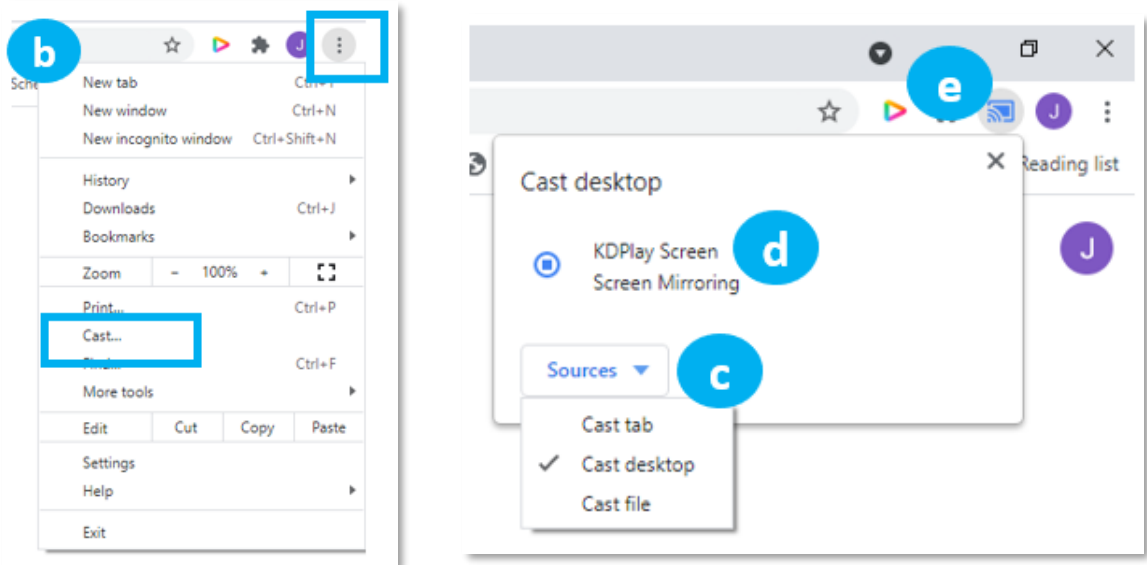 b
J
New tab
New window Ctrl+N
New incognito window Ctrl+Shift+N
History
Downloads Ctrl+J
Bookmarks
Zoom - 100% +
Print... Ctrl+P
Cast...
Ctrl+F
More tools
Edit Cut Copy Paste
Settings
Help
Exit
e
J
Reading list
Cast desktop
J
KDPlay Screen
d
Screen Mirroring
Sources
c
Cast tab
Cast desktop
Cast file